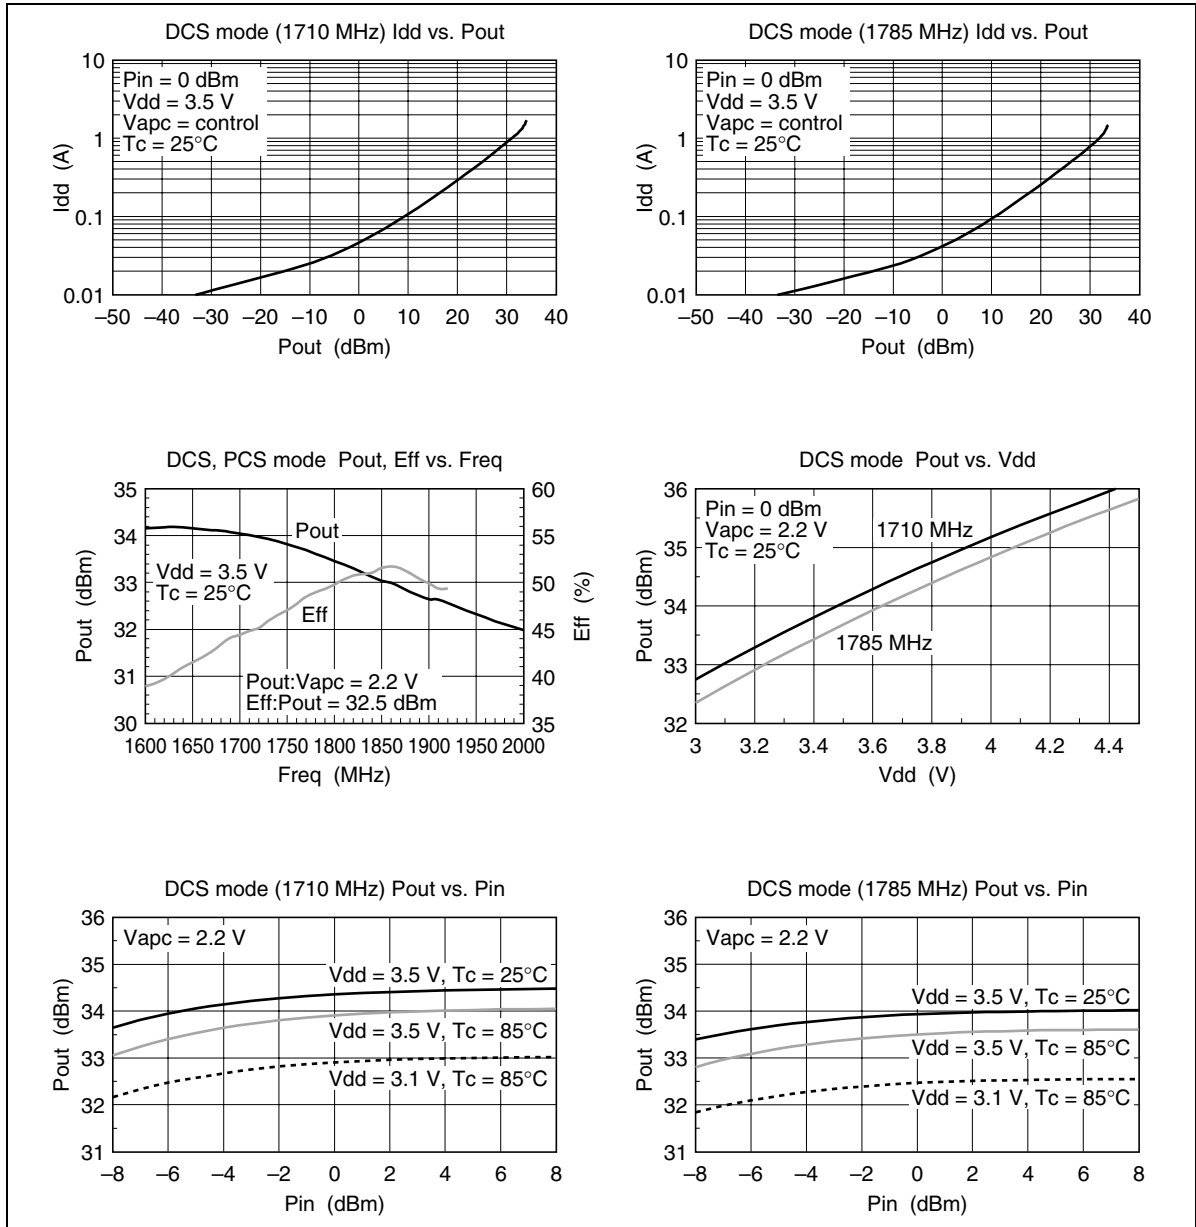 DCS mode (1710 MHz) Idd vs. Pout
10
1
0.1
0.01
Idd (A)
Pin = 0 dBm
Vdd = 3.5 V
Vapc = control
Tc = 25°C
–50 –40 –30 –20 –10 0 10 20 30 40
Pout (dBm)
DCS mode (1785 MHz) Idd vs. Pout
10
1
0.1
0.01
Idd (A)
Pin = 0 dBm
Vdd = 3.5 V
Vapc = control
Tc = 25°C
–50 –40 –30 –20 –10 0 10 20 30 40
Pout (dBm)
DCS, PCS mode Pout, Eff vs. Freq
35
34
33
32
31
30
Pout (dBm)
Pout
Vdd = 3.5 V
Tc = 25°C
Eff
Pout:Vapc = 2.2 V
Eff:Pout = 32.5 dBm
60
55
50
45
40
35
Eff (%)
1600 1650 1700 1750 1800 1850 1900 1950 2000
Freq (MHz)
DCS mode Pout vs. Vdd
36
35
34
33
32
Pout (dBm)
Pin = 0 dBm
Vapc = 2.2 V
Tc = 25°C
1710 MHz
1785 MHz
3 3.2 3.4 3.6 3.8 4 4.2 4.4
Vdd (V)
DCS mode (1710 MHz) Pout vs. Pin
36
35
34
33
32
31
Pout (dBm)
Vapc = 2.2 V
Vdd = 3.5 V, Tc = 25°C
Vdd = 3.5 V, Tc = 85°C
Vdd = 3.1 V, Tc = 85°C
–8 –6 –4 –2 0 2 4 6 8
Pin (dBm)
DCS mode (1785 MHz) Pout vs. Pin
36
35
34
33
32
31
Pout (dBm)
Vapc = 2.2 V
Vdd = 3.5 V, Tc = 25°C
Vdd = 3.5 V, Tc = 85°C
Vdd = 3.1 V, Tc = 85°C
–8 –6 –4 –2 0 2 4 6 8
Pin (dBm)